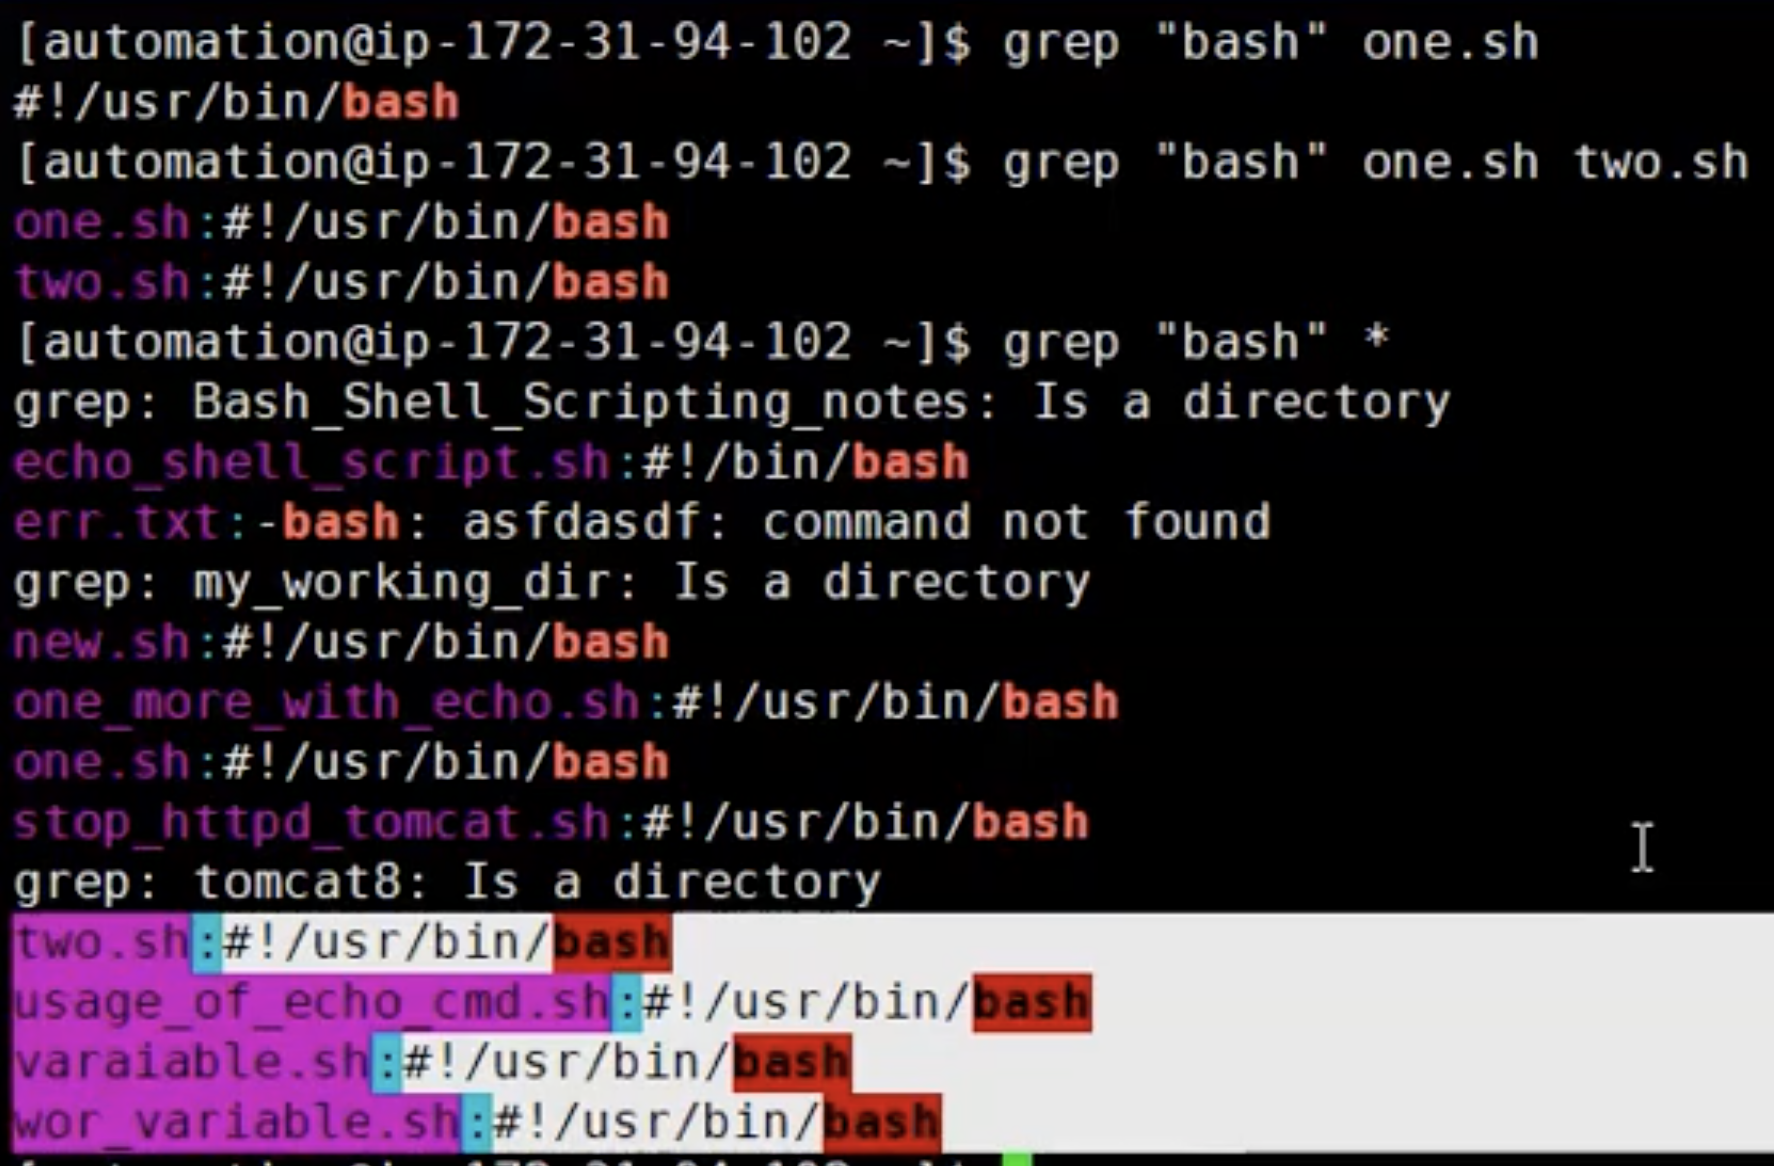 [automation@ip-172-31-94-102 ~]$ grep "bash" one.sh
#!/usr/bin/bash
[automation@ip-172-31-94-102 ~]$ grep "bash" one.sh two.sh
one.sh:#!/usr/bin/bash
two.sh:#!/usr/bin/bash
[automation@ip-172-31-94-102 ~]$ grep "bash" *
grep: Bash_Shell_Scripting_notes: Is a directory
echo_shell_script.sh:#!/bin/bash
err.txt:-bash: asfdasdf: command not found
grep: my_working_dir: Is a directory
new.sh:#!/usr/bin/bash
one_more_with_echo.sh:#!/usr/bin/bash
one.sh:#!/usr/bin/bash
stop_httpd_tomcat.sh:#!/usr/bin/bash
grep: tomcat8: Is a directory
two.sh:#!/usr/bin/bash
usage_of_echo_cmd.sh:#!/usr/bin/bash
varaiable.sh:#!/usr/bin/bash
wor_variable.sh:#!/usr/bin/bash